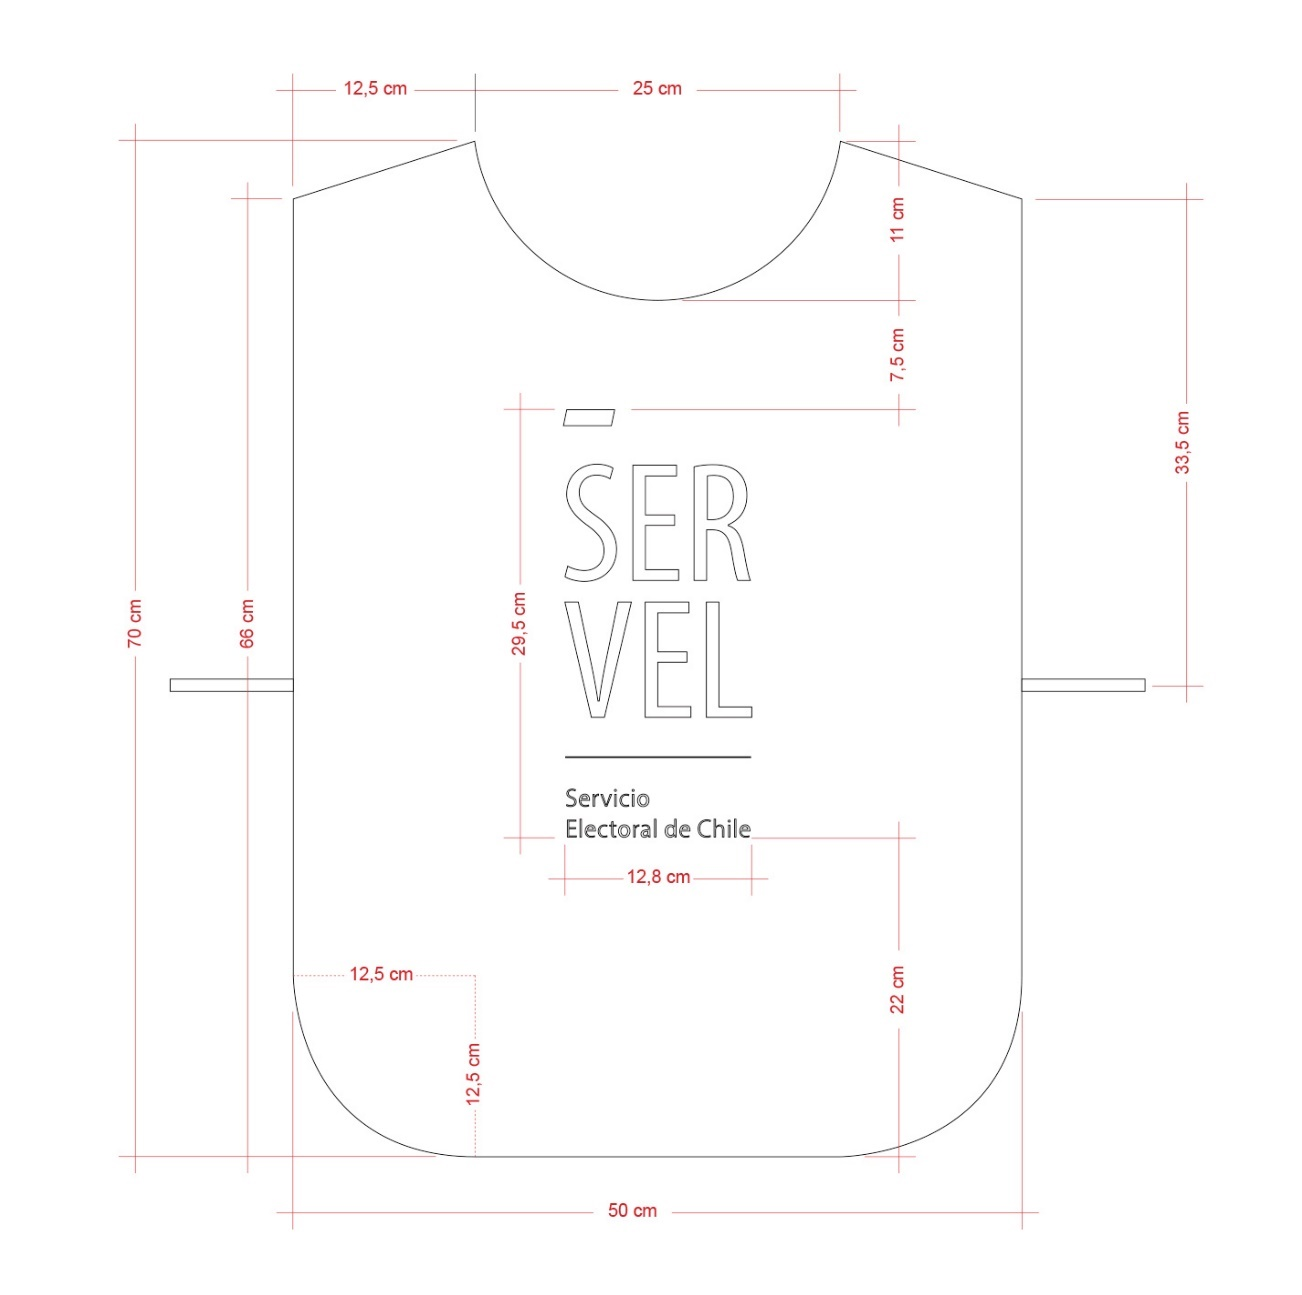 12,5 cm
25 cm
11 cm
7,5 cm
33,5 cm
SER
VEL
29,5 cm
70 cm
66 cm
Servicio
Electoral de Chile
12,8 cm
12,5 cm
22 cm
12,5 cm
50 cm